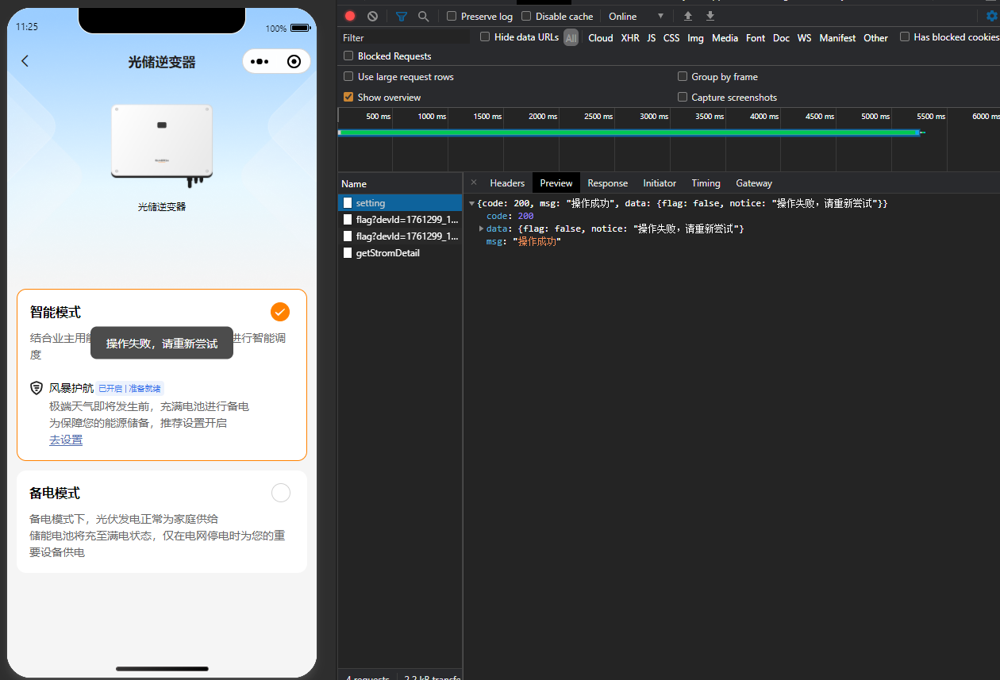 11:25
100%
光储逆变器
光储逆变器
智能模式
结合业主用能
进行智能调
度
操作失败，请重新尝试
风暴护航 已开启 | 准备就绪
极端天气即将发生前，充满电池进行备电
为保障您的能源储备，推荐设置开启
去设置
备电模式
备电模式下，光伏发电正常为家庭供给
储能电池将充至满电状态，仅在电网停电时为您的重
要设备供电
Preserve log Disable cache Online
Filter Hide data URLs All Cloud XHR JS CSS Img Media Font Doc WS Manifest Other Has blocked cookies
Blocked Requests
Use large request rows Group by frame
Show overview Capture screenshots
500 ms 1000 ms 1500 ms 2000 ms 2500 ms 3000 ms 3500 ms 4000 ms 4500 ms 5000 ms 5500 ms 6000 ms
Name
setting
flag?devId=1761299_1...
flag?devId=1761299_1...
getStromDetail
× Headers Preview Response Initiator Timing Gateway
{code: 200, msg: "操作成功", data: {flag: false, notice: "操作失败，请重新尝试"}}
code: 200
data: {flag: false, notice: "操作失败，请重新尝试"}
msg: "操作成功"
4 requests 2.2 kB transfe